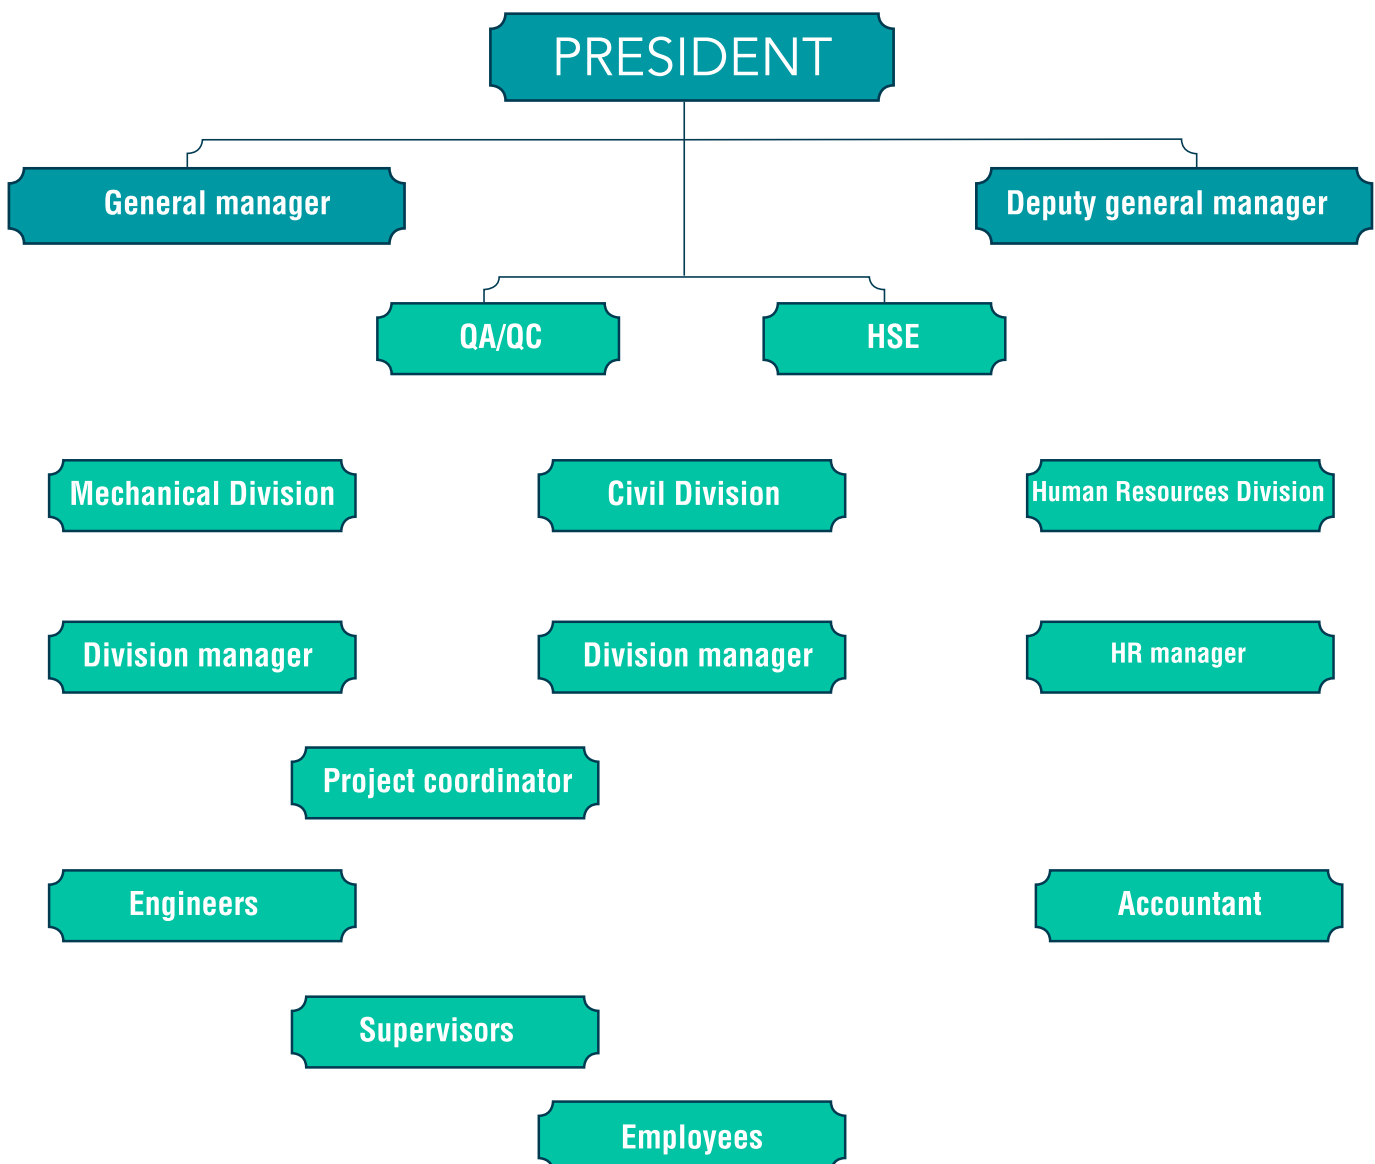 PRESIDENT
General manager
Deputy general manager
QA/QC
HSE
Mechanical Division
Civil Division
Human Resources Division
Division manager
Division manager
HR manager
Project coordinator
Engineers
Accountant
Supervisors
Employees